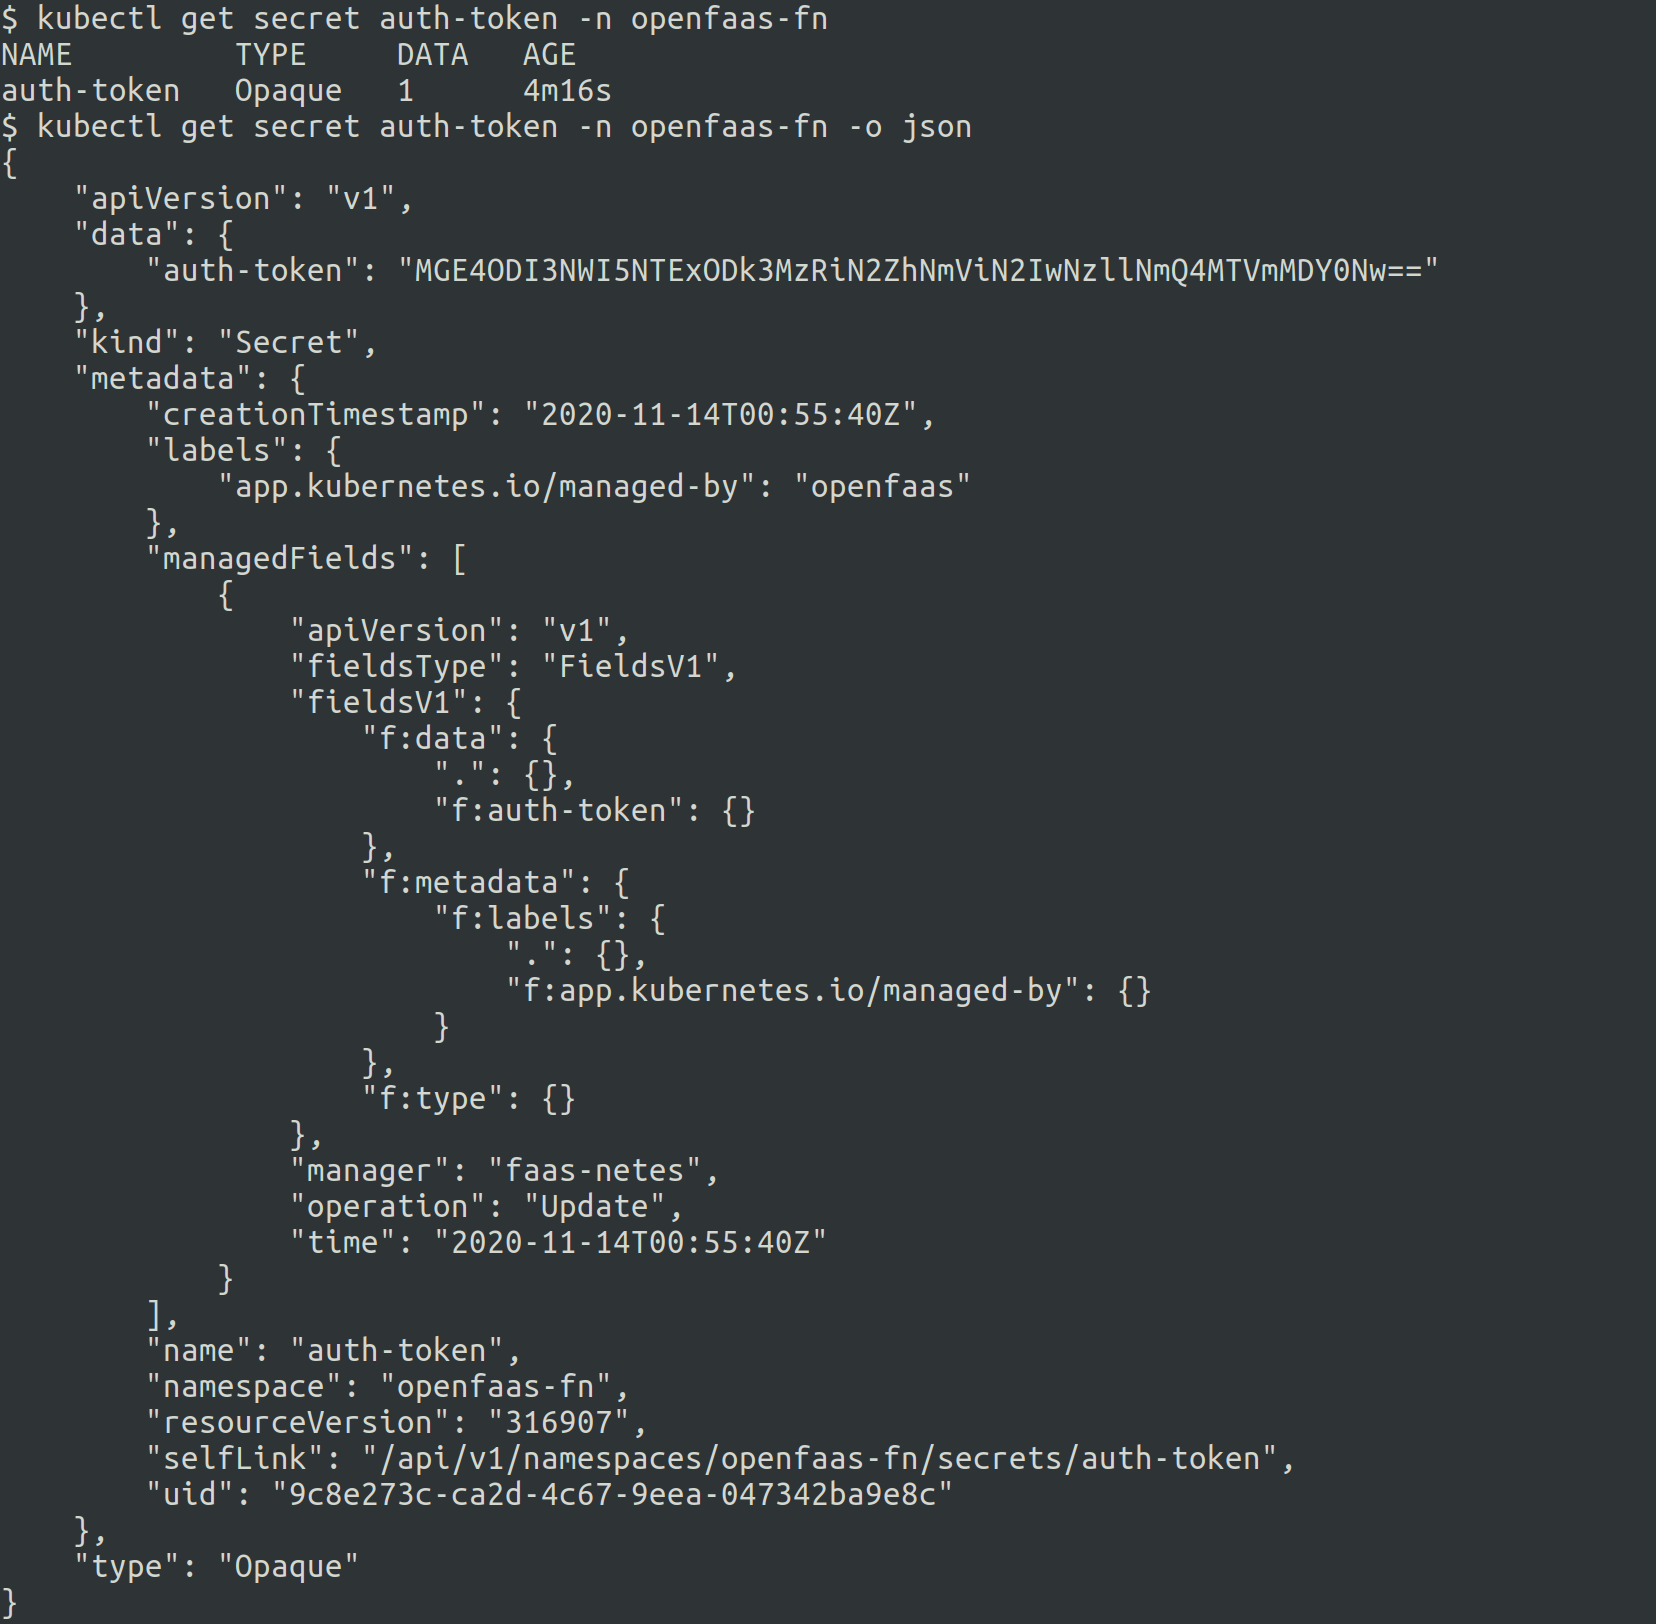 $ kubectl get secret auth-token -n openfaas-fn
NAME         TYPE     DATA   AGE
auth-token   Opaque   1      4m16s
$ kubectl get secret auth-token -n openfaas-fn -o json
{
    "apiVersion": "v1",
    "data": {
        "auth-token": "MGE4ODI3NWI5NTExODk3MzRiN2ZhNmViN2IwNzllNmQ4MTVmMDY0Nw=="
    },
    "kind": "Secret",
    "metadata": {
        "creationTimestamp": "2020-11-14T00:55:40Z",
        "labels": {
            "app.kubernetes.io/managed-by": "openfaas"
        },
        "managedFields": [
            {
                "apiVersion": "v1",
                "fieldsType": "FieldsV1",
                "fieldsV1": {
                    "f:data": {
                        ".": {},
                        "f:auth-token": {}
                    },
                    "f:metadata": {
                        "f:labels": {
                            ".": {},
                            "f:app.kubernetes.io/managed-by": {}
                        }
                    },
                    "f:type": {}
                },
                "manager": "faas-netes",
                "operation": "Update",
                "time": "2020-11-14T00:55:40Z"
            }
        ],
        "name": "auth-token",
        "namespace": "openfaas-fn",
        "resourceVersion": "316907",
        "selfLink": "/api/v1/namespaces/openfaas-fn/secrets/auth-token",
        "uid": "9c8e273c-ca2d-4c67-9eea-047342ba9e8c"
    },
    "type": "Opaque"
}